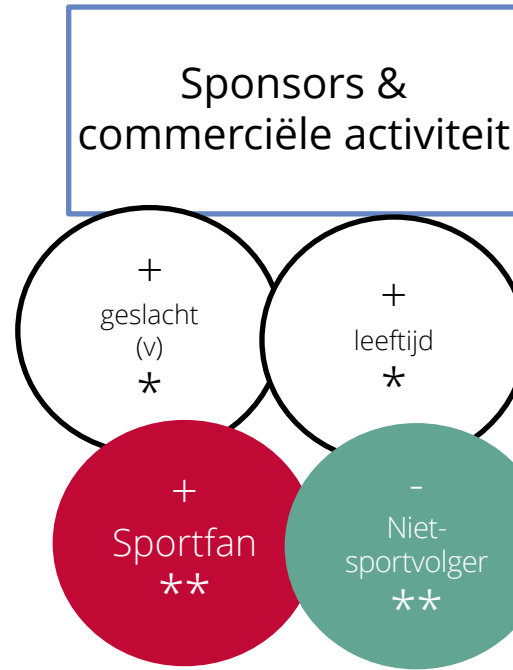 Sponsors &
commerciële activiteit
+
geslacht
(v)
*
+
leeftijd
*
+
Sportfan
**
-
Niet-
sportvolger
**